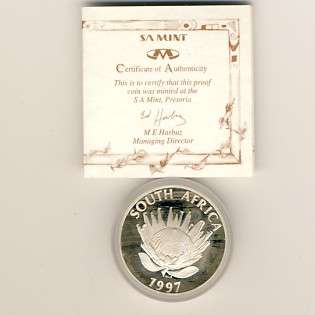 SA MINT
Certificate of Authenticity
This is to certify that this proof
coin was minted at the
S A Mint, Pretoria
M E Harbuz
Managing Director
SOUTH AFRICA
1997